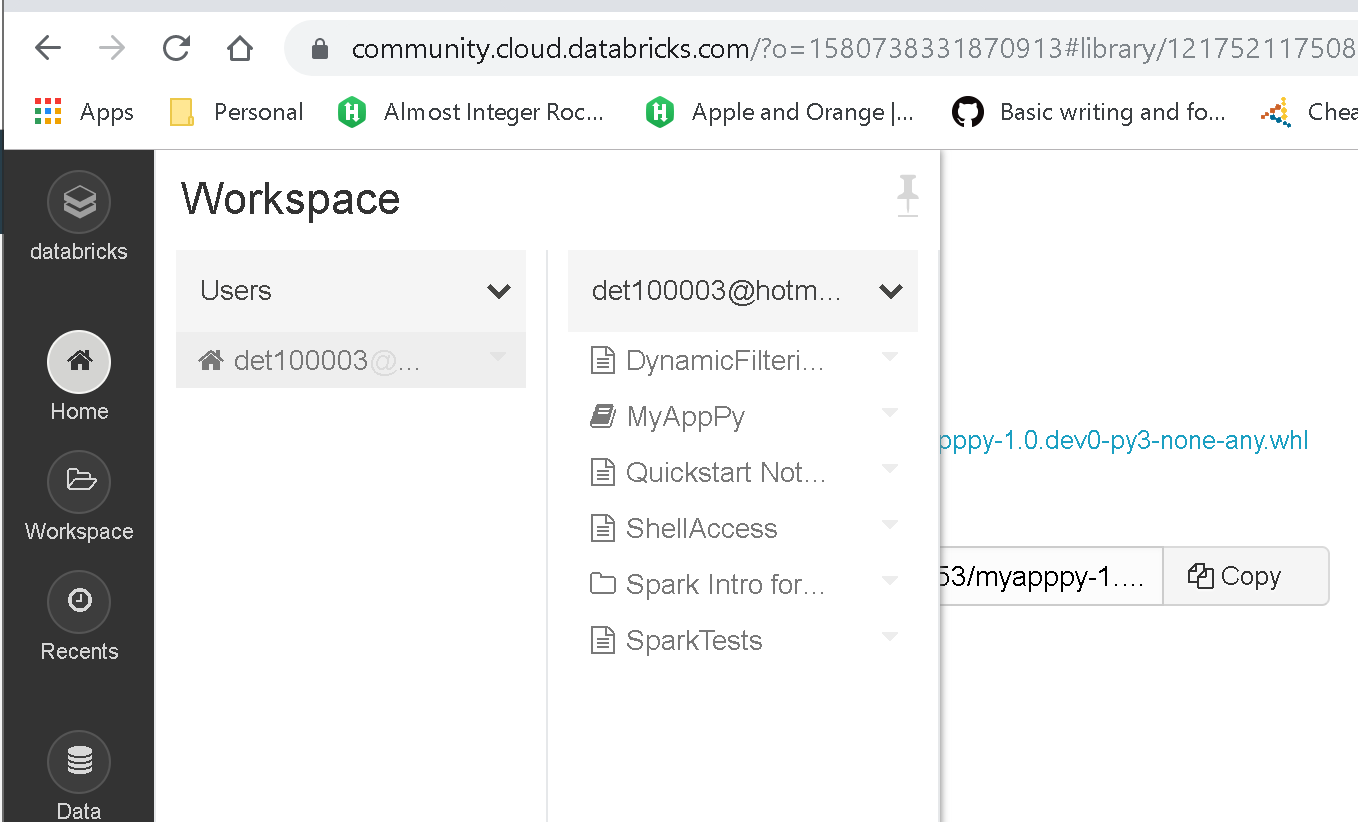 community.cloud.databricks.com/?o=1580738331870913#library/121752117508
Apps Personal Almost Integer Roc... Apple and Orange |... Basic writing and fo... Chea
databricks
Home
Workspace
Recents
Data
Workspace
Users
det100003@...
det100003@hotm...
DynamicFilteri...
MyAppPy
Quickstart Not...
ShellAccess
Spark Intro for...
SparkTests
pppy-1.0.dev0-py3-none-any.whl
53/myapppy-1.... Copy